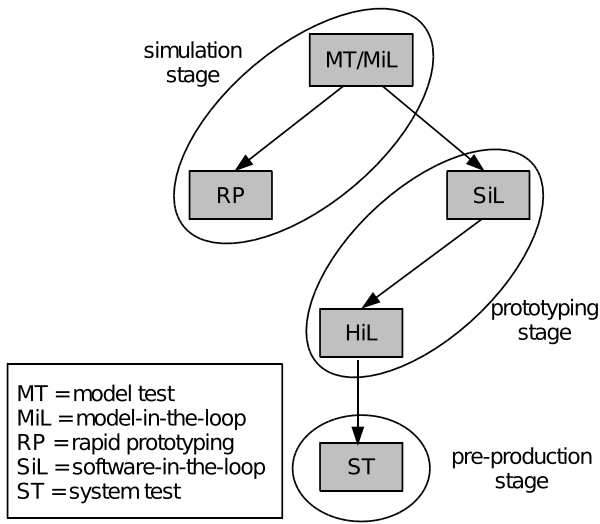 simulation
stage
MT/MiL
RP
SiL
prototyping
stage
HiL
MT = model test
MiL = model-in-the-loop
RP = rapid prototyping
SiL = software-in-the-loop
ST = system test
ST
pre-production
stage